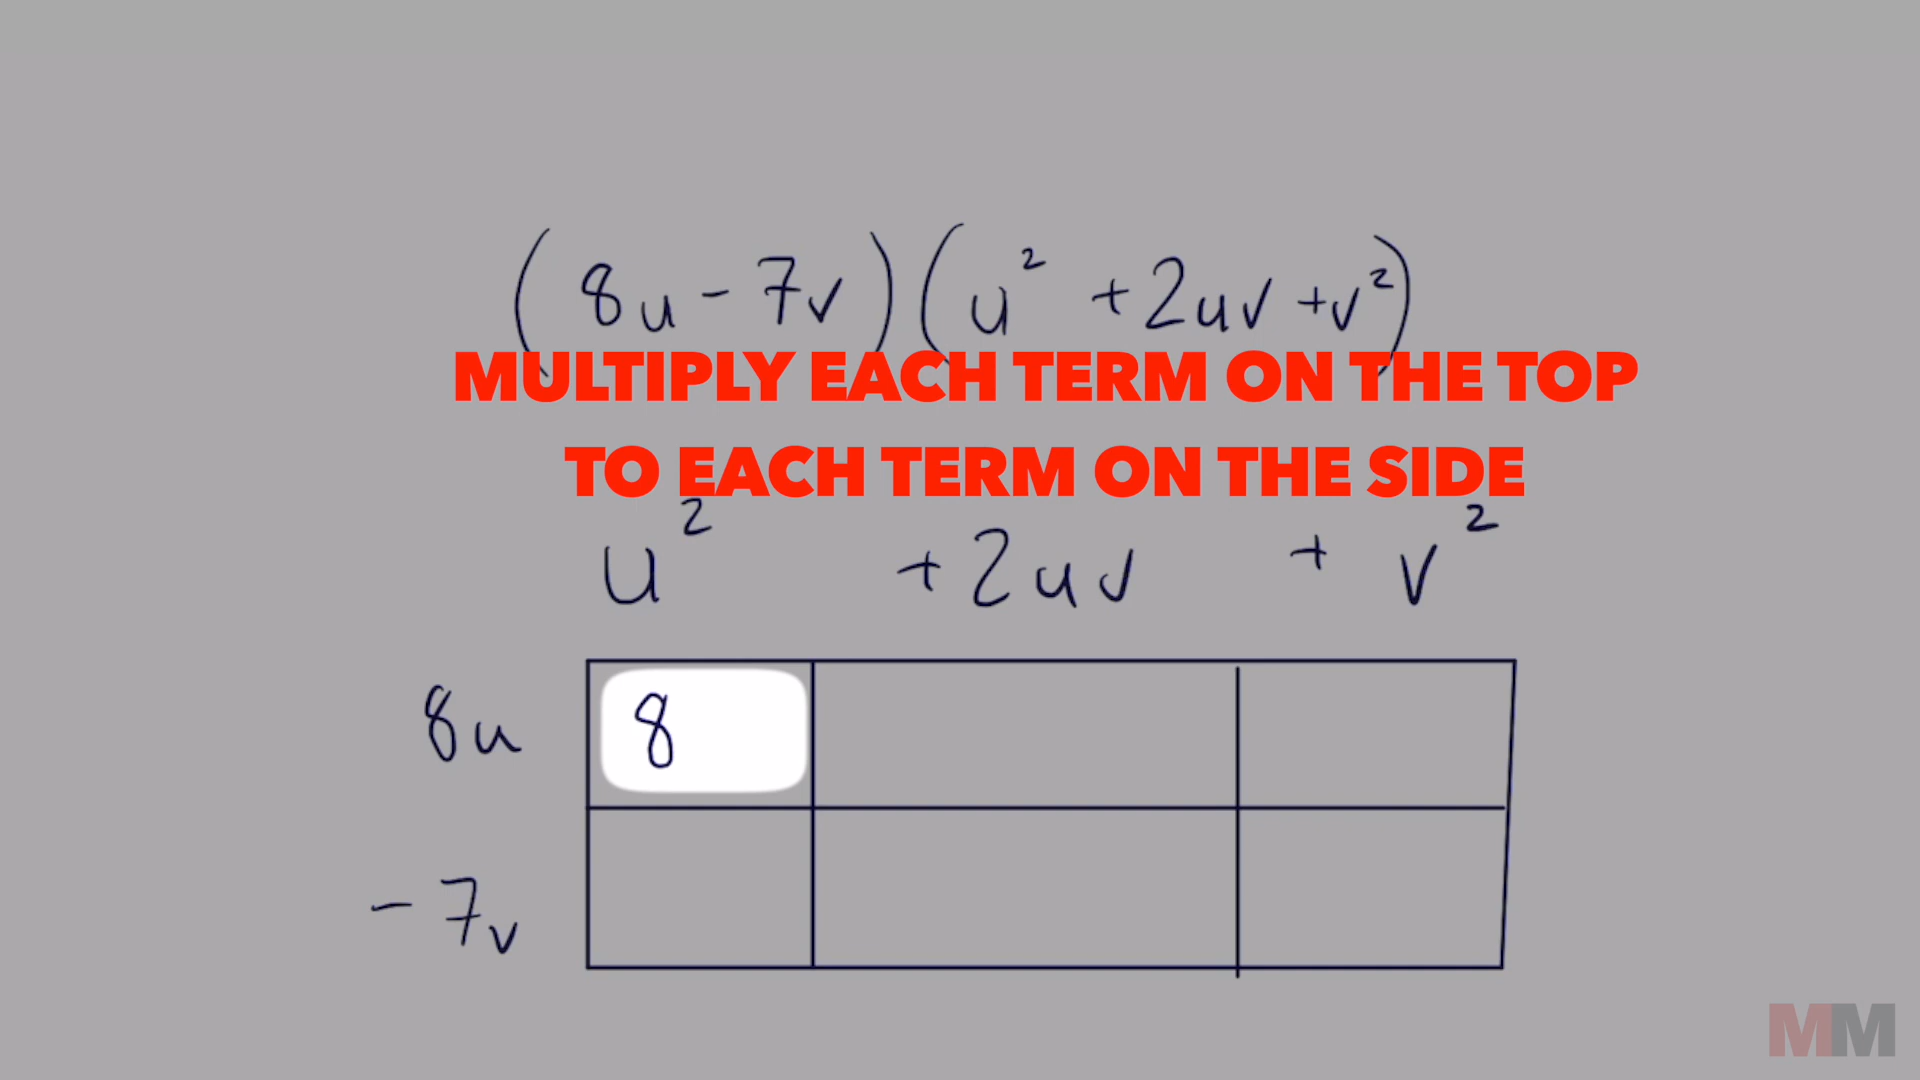 (8u - 7v)(u² + 2uv + v²)
MULTIPLY EACH TERM ON THE TOP
TO EACH TERM ON THE SIDE
u² + 2uv + v²
8u 8
- 7v
MM